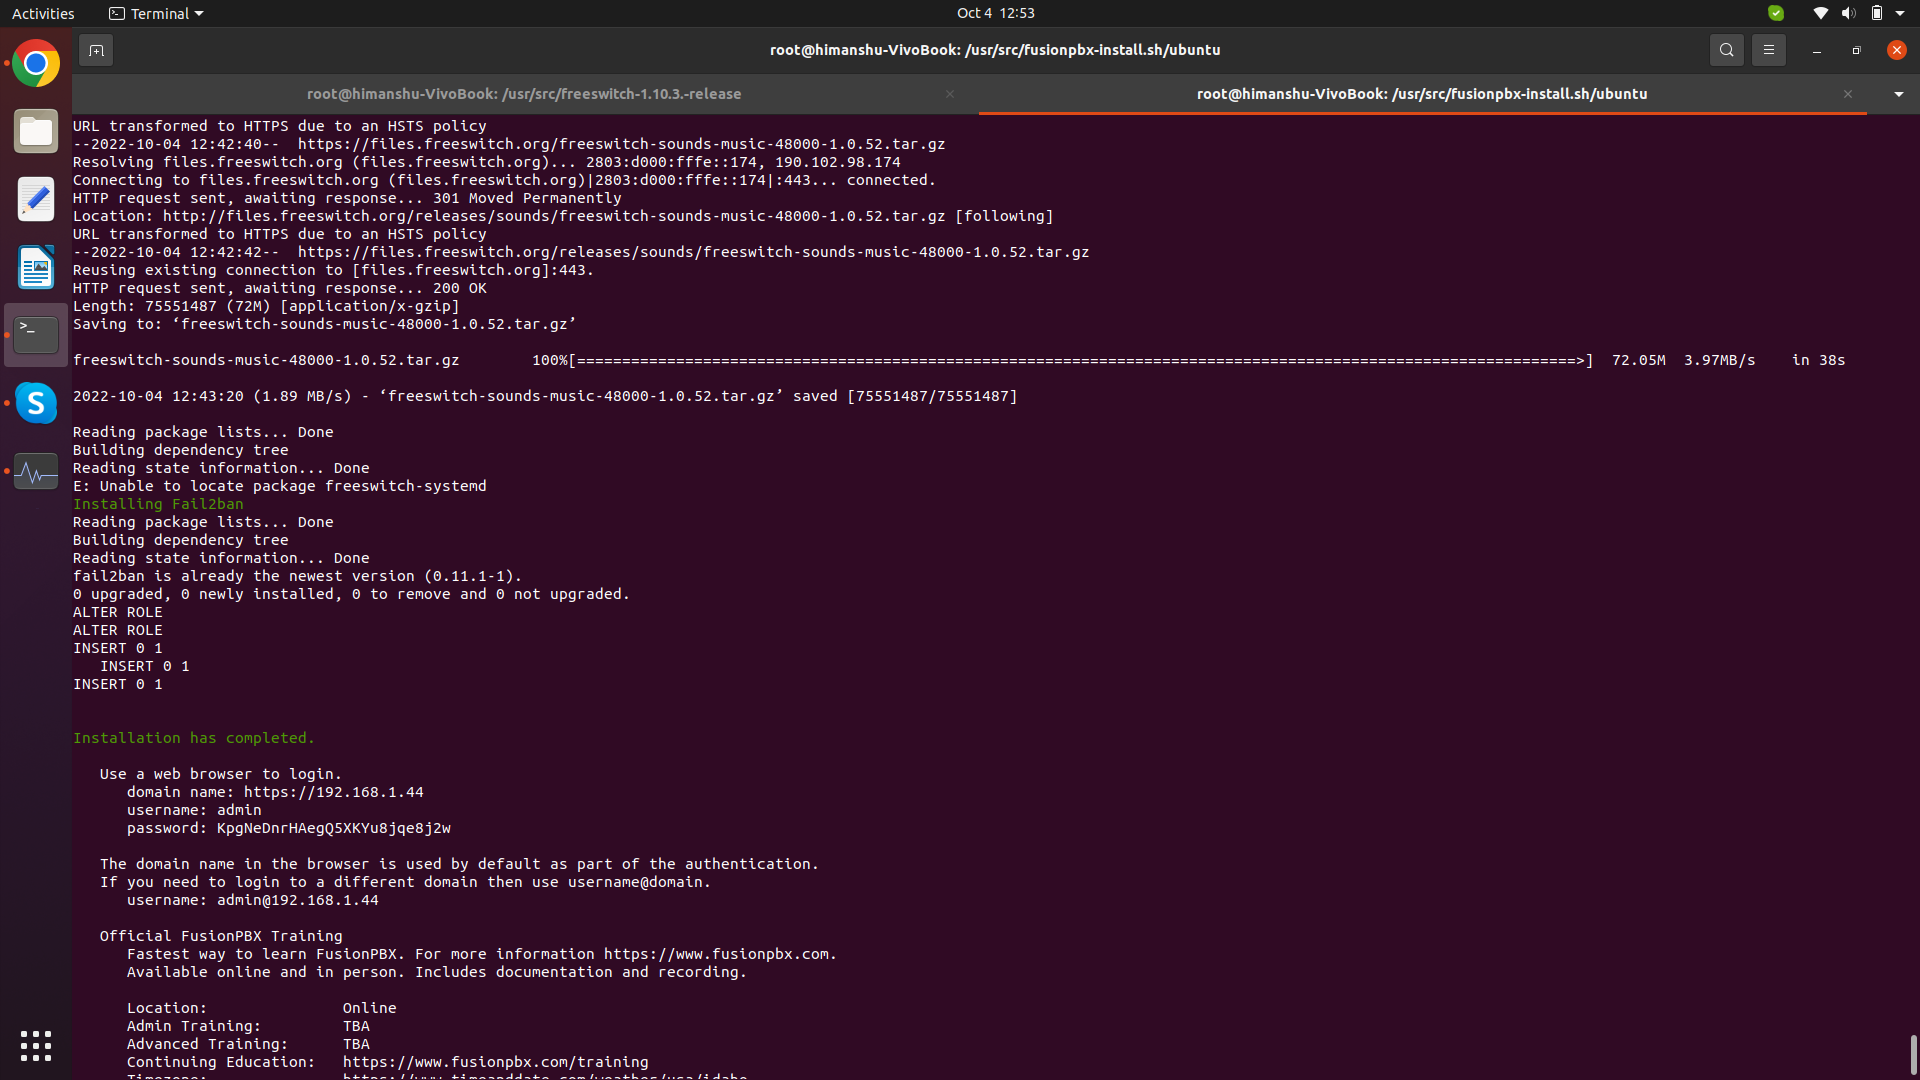 Activities
Terminal
Oct 4 12:53
root@himanshu-VivoBook: /usr/src/fusionpbx-install.sh/ubuntu
root@himanshu-VivoBook: /usr/src/freeswitch-1.10.3.-release
root@himanshu-VivoBook: /usr/src/fusionpbx-install.sh/ubuntu
URL transformed to HTTPS due to an HSTS policy
--2022-10-04 12:42:40--  https://files.freeswitch.org/freeswitch-sounds-music-48000-1.0.52.tar.gz
Resolving files.freeswitch.org (files.freeswitch.org)... 2803:d000:fffe::174, 190.102.98.174
Connecting to files.freeswitch.org (files.freeswitch.org)|2803:d000:fffe::174|:443... connected.
HTTP request sent, awaiting response... 301 Moved Permanently
Location: http://files.freeswitch.org/releases/sounds/freeswitch-sounds-music-48000-1.0.52.tar.gz [following]
URL transformed to HTTPS due to an HSTS policy
--2022-10-04 12:42:42--  https://files.freeswitch.org/releases/sounds/freeswitch-sounds-music-48000-1.0.52.tar.gz
Reusing existing connection to [files.freeswitch.org]:443.
HTTP request sent, awaiting response... 200 OK
Length: 75551487 (72M) [application/x-gzip]
Saving to: ‘freeswitch-sounds-music-48000-1.0.52.tar.gz’
freeswitch-sounds-music-48000-1.0.52.tar.gz        100%[===============================================================================================================>]  72.05M  3.97MB/s    in 38s
2022-10-04 12:43:20 (1.89 MB/s) - ‘freeswitch-sounds-music-48000-1.0.52.tar.gz’ saved [75551487/75551487]
Reading package lists... Done
Building dependency tree
Reading state information... Done
E: Unable to locate package freeswitch-systemd
Installing Fail2ban
Reading package lists... Done
Building dependency tree
Reading state information... Done
fail2ban is already the newest version (0.11.1-1).
0 upgraded, 0 newly installed, 0 to remove and 0 not upgraded.
ALTER ROLE
ALTER ROLE
INSERT 0 1
INSERT 0 1
INSERT 0 1
Installation has completed.
Use a web browser to login.
domain name: https://192.168.1.44
username: admin
password: KpgNeDnrHAegQ5XKYu8jqe8j2w
The domain name in the browser is used by default as part of the authentication.
If you need to login to a different domain then use username@domain.
username: admin@192.168.1.44
Official FusionPBX Training
Fastest way to learn FusionPBX. For more information https://www.fusionpbx.com.
Available online and in person. Includes documentation and recording.
Location:               Online
Admin Training:         TBA
Advanced Training:      TBA
Continuing Education:   https://www.fusionpbx.com/training
Timezone:               https://www.timeanddate.com/weather/usa/idaho